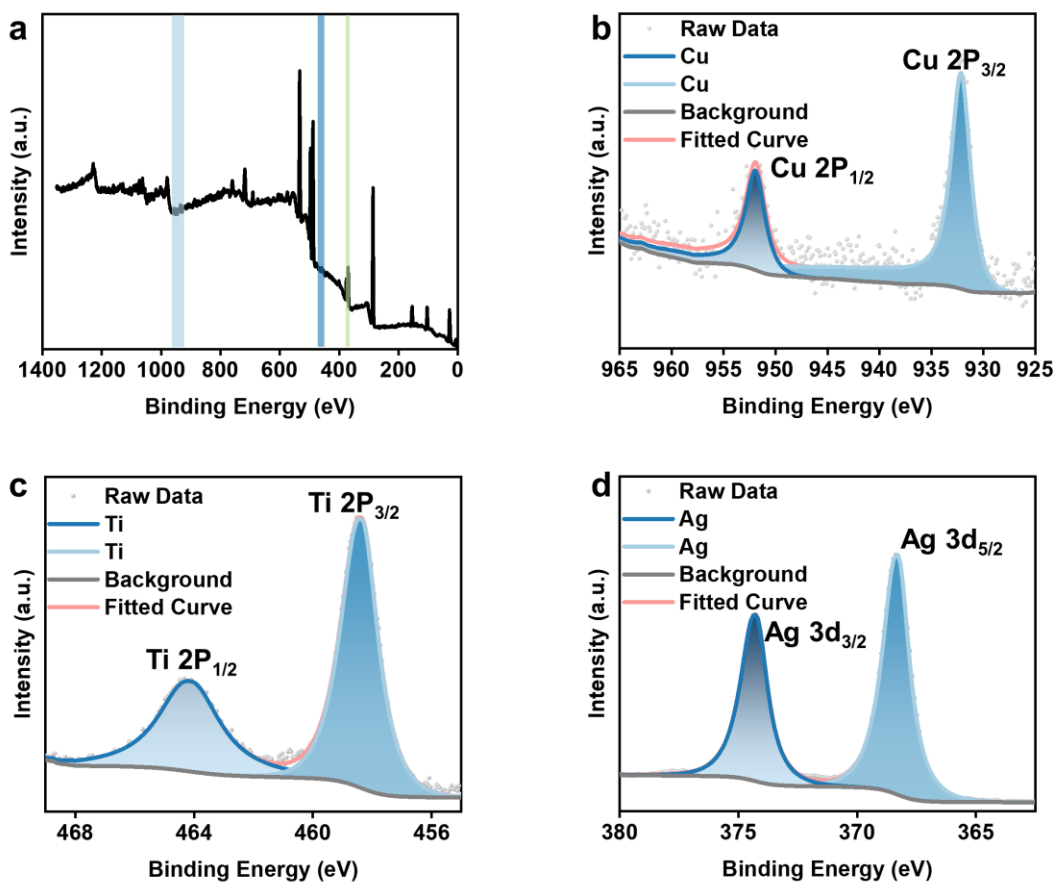 a
Intensity (a.u.)
1400 1200 1000 800 600 400 200 0
Binding Energy (eV)
b
Raw Data
Cu
Cu
Background
Fitted Curve
Cu 2P3/2
Cu 2P1/2
Intensity (a.u.)
965 960 955 950 945 940 935 930 925
Binding Energy (eV)
c
Raw Data
Ti
Ti
Background
Fitted Curve
Ti 2P3/2
Ti 2P1/2
Intensity (a.u.)
468 464 460 456
Binding Energy (eV)
d
Raw Data
Ag
Ag
Background
Fitted Curve
Ag 3d5/2
Ag 3d3/2
Intensity (a.u.)
380 375 370 365
Binding Energy (eV)